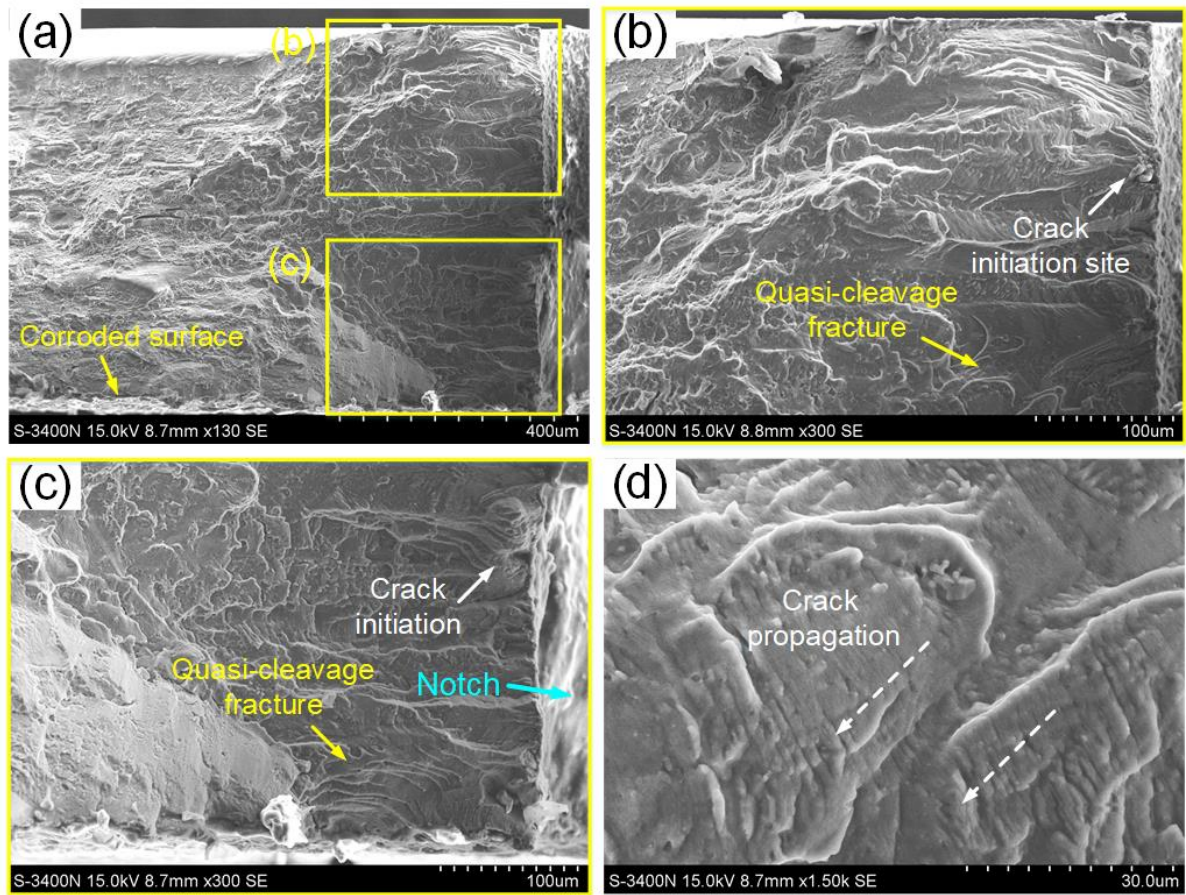 (a)
(b)
(c)
Corroded surface
S-3400N 15.0kV 8.7mm x130 SE
400um
(b)
Crack
initiation site
Quasi-cleavage
fracture
S-3400N 15.0kV 8.8mm x300 SE
100um
(c)
Crack
initiation
Quasi-cleavage
fracture
Notch
S-3400N 15.0kV 8.7mm x300 SE
100um
(d)
Crack
propagation
S-3400N 15.0kV 8.7mm x1.50k SE
30.0um